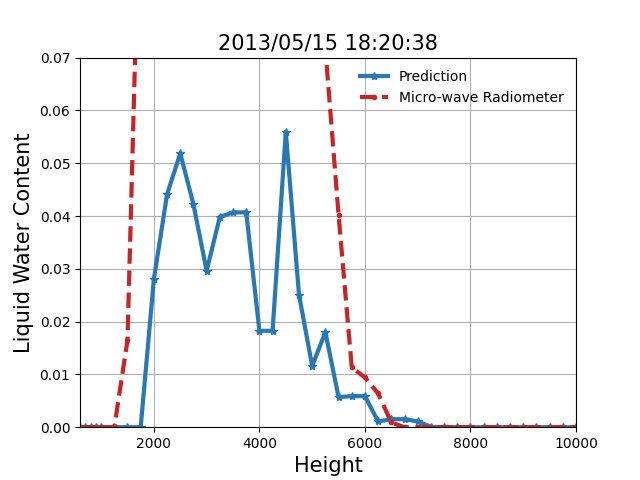 2013/05/15 18:20:38
Prediction
Micro-wave Radiometer
Liquid Water Content
0.07
0.06
0.05
0.04
0.03
0.02
0.01
0.00
2000 4000 6000 8000 10000
Height